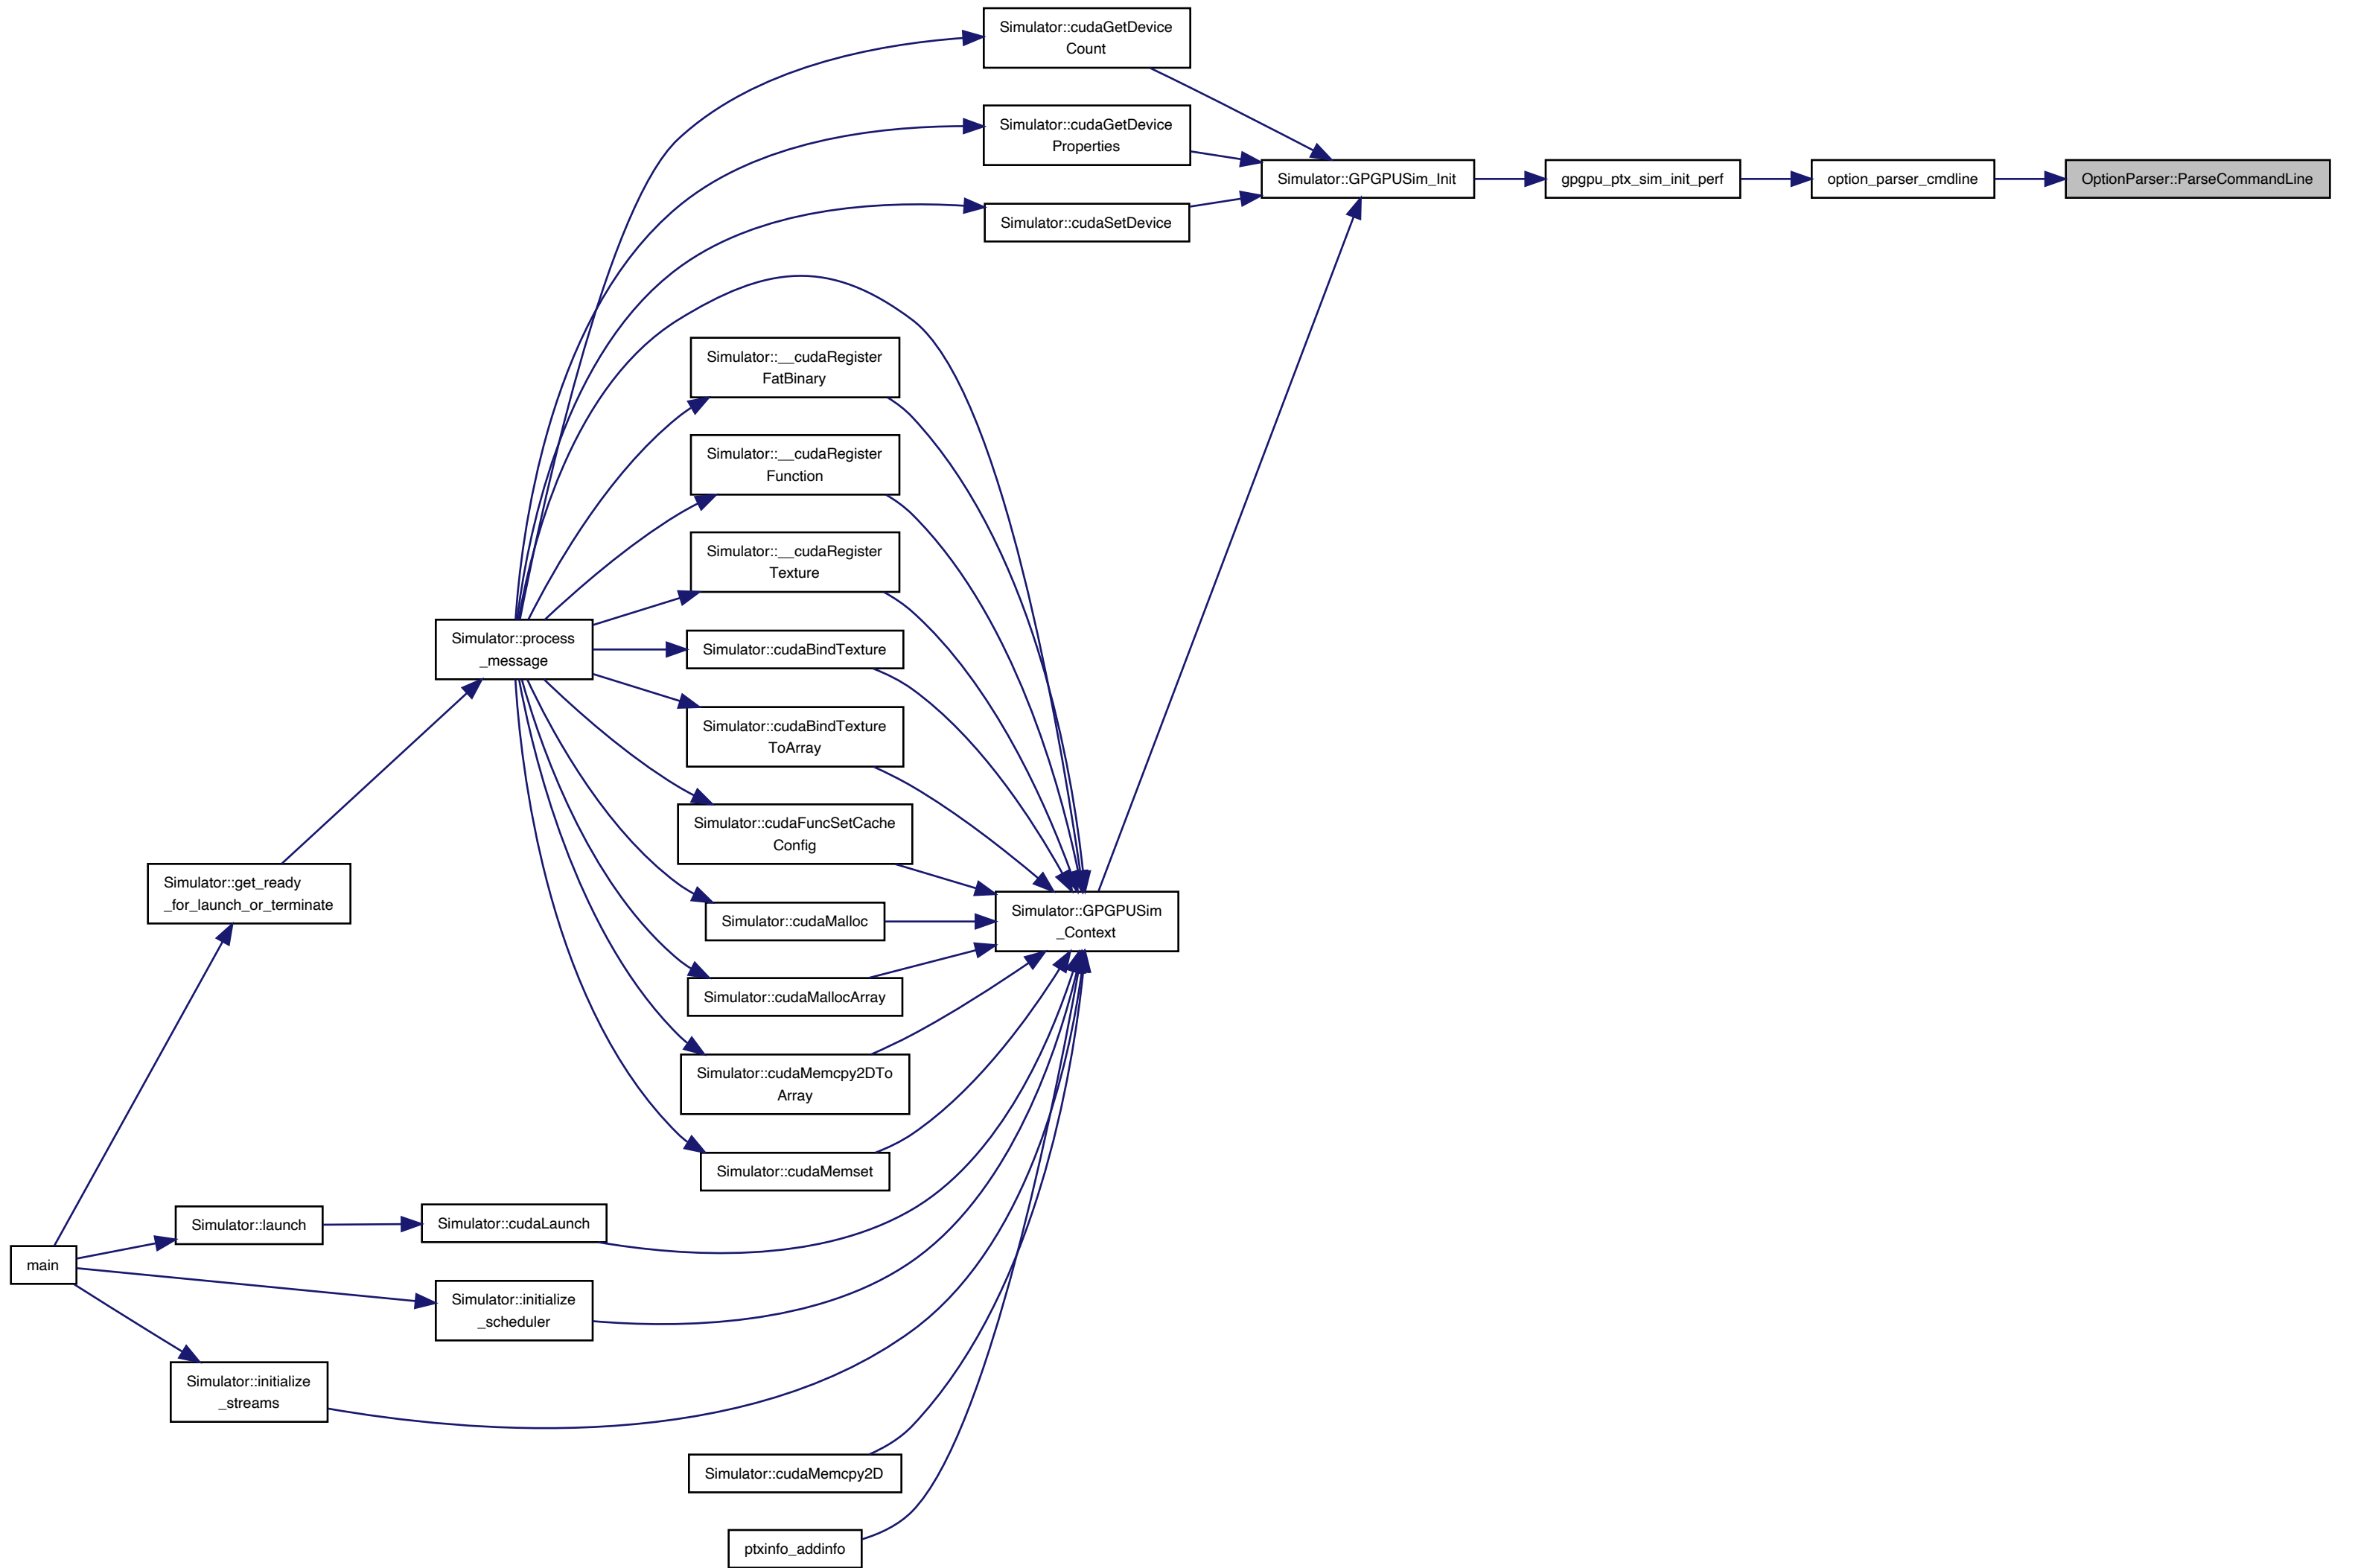 Simulator::cudaGetDevice
Count
Simulator::cudaGetDevice
Properties
Simulator::GPGPUSim_Init
gpgpu_ptx_sim_init_perf
option_parser_cmdline
OptionParser::ParseCommandLine
Simulator::cudaSetDevice
Simulator::__cudaRegister
FatBinary
Simulator::__cudaRegister
Function
Simulator::__cudaRegister
Texture
Simulator::process
_message
Simulator::cudaBindTexture
Simulator::cudaBindTexture
ToArray
Simulator::cudaFuncSetCache
Config
Simulator::get_ready
_for_launch_or_terminate
Simulator::cudaMalloc
Simulator::GPGPUSim
_Context
Simulator::cudaMallocArray
Simulator::cudaMemcpy2DTo
Array
Simulator::cudaMemset
Simulator::launch
Simulator::cudaLaunch
main
Simulator::initialize
_scheduler
Simulator::initialize
_streams
Simulator::cudaMemcpy2D
ptxinfo_addinfo